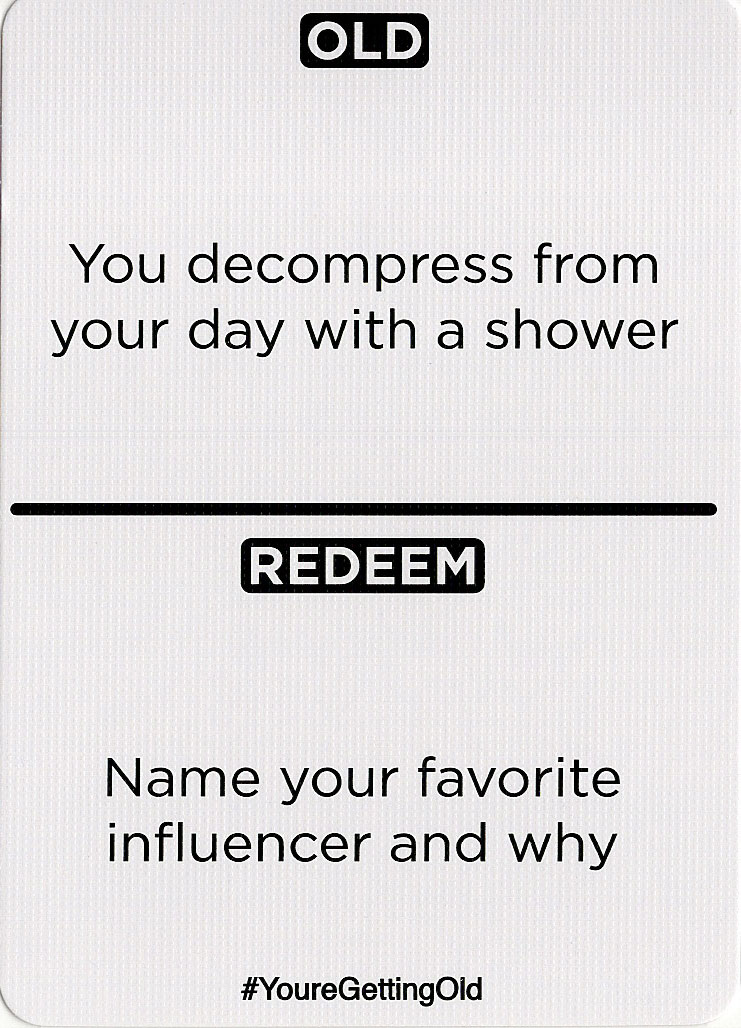 OLD
You decompress from
your day with a shower
REDEEM
Name your favorite
influencer and why
#YoureGettingOld